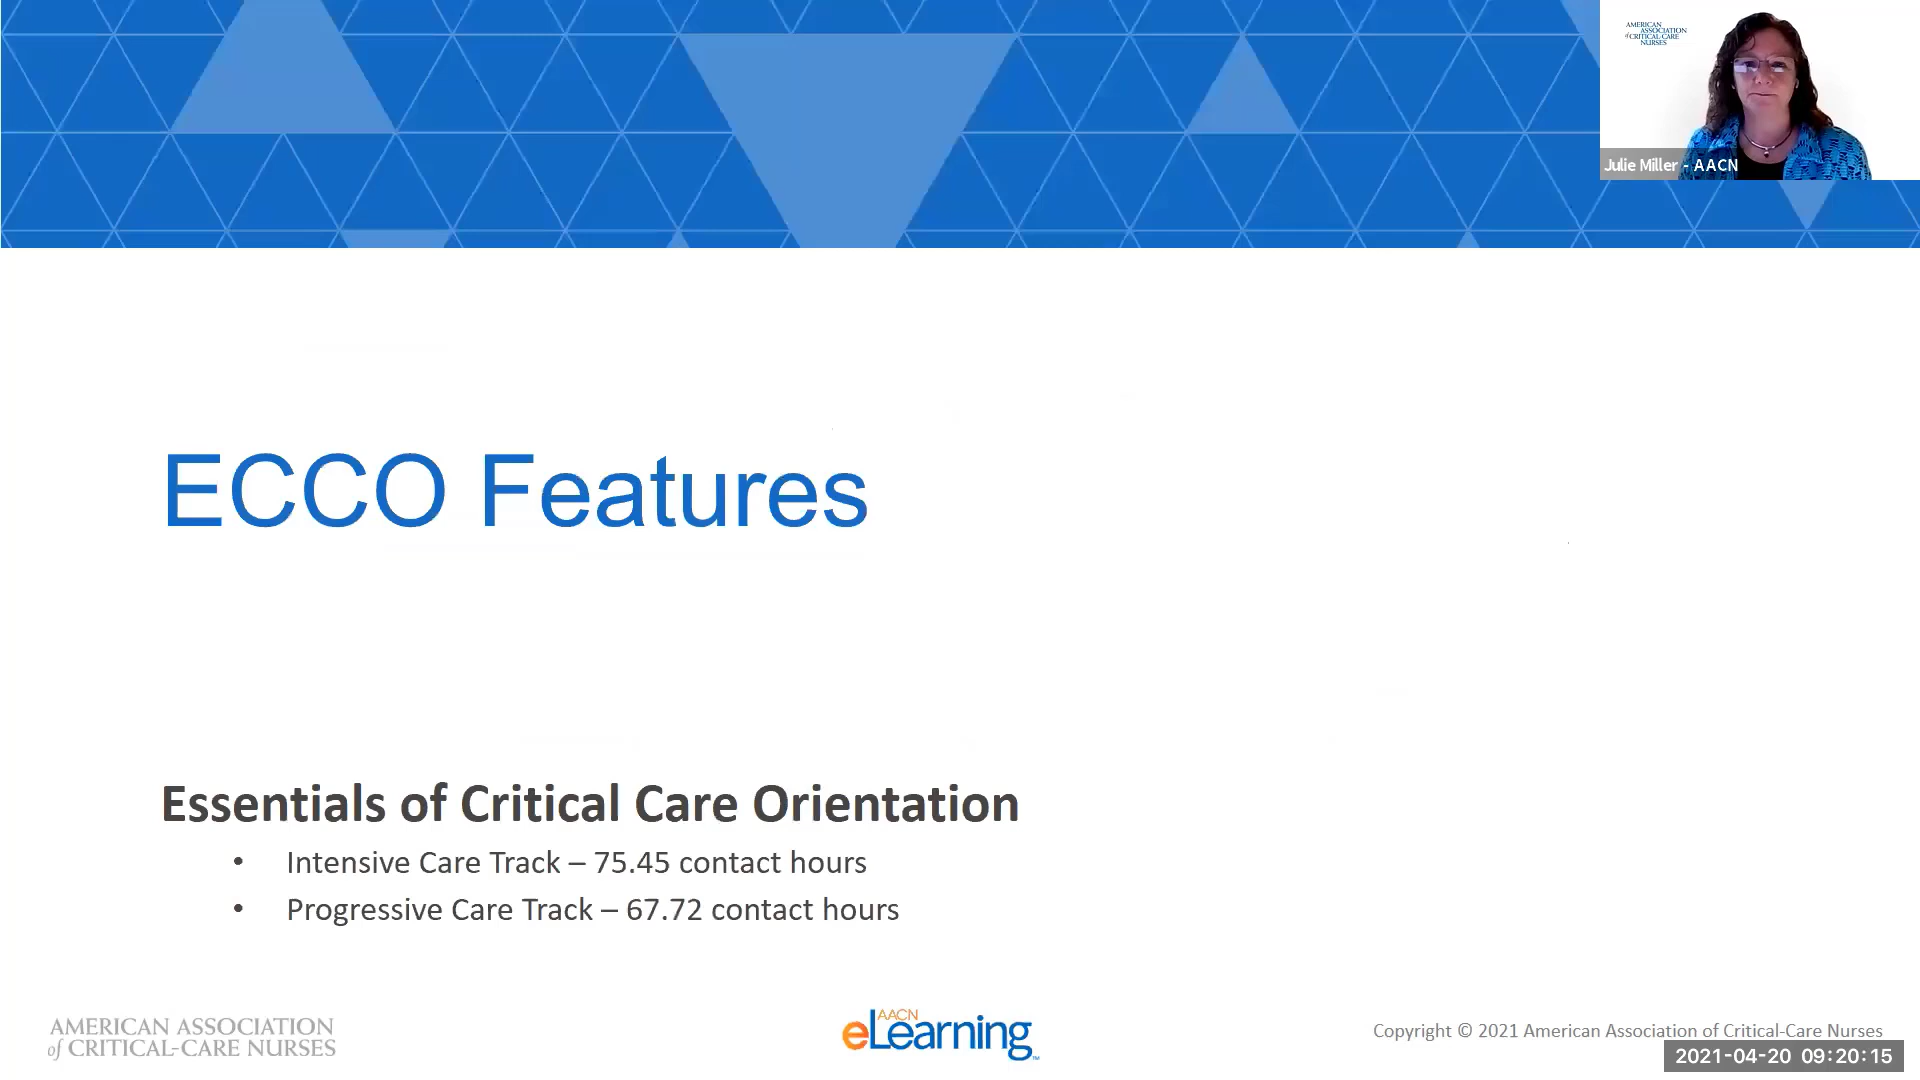 AMERICAN
ASSOCIATION
of CRITICAL-CARE
NURSES
Julie Miller - AACN
ECCO Features
Essentials of Critical Care Orientation
• Intensive Care Track – 75.45 contact hours
• Progressive Care Track – 67.72 contact hours
AMERICAN ASSOCIATION
of CRITICAL-CARE NURSES
AACN
eLearning™
Copyright © 2021 American Association of Critical-Care Nurses
2021-04-20 09:20:15